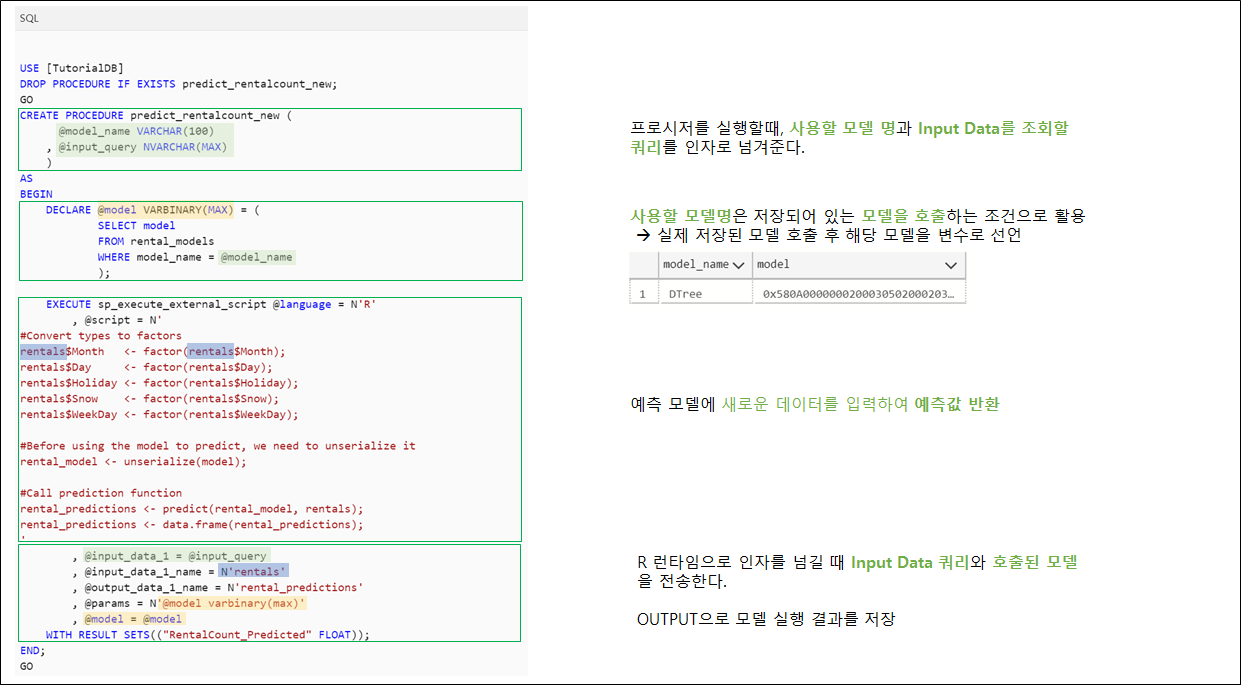 SQL
USE [TutorialDB]
DROP PROCEDURE IF EXISTS predict_rentalcount_new;
GO
CREATE PROCEDURE predict_rentalcount_new (
@model_name VARCHAR(100)
, @input_query NVARCHAR(MAX)
)
AS
BEGIN
DECLARE @model VARBINARY(MAX) = (
SELECT model
FROM rental_models
WHERE model_name = @model_name
);
EXECUTE sp_execute_external_script @language = N'R'
, @script = N'
#Convert types to factors
rentals$Month <- factor(rentals$Month);
rentals$Day <- factor(rentals$Day);
rentals$Holiday <- factor(rentals$Holiday);
rentals$Snow <- factor(rentals$Snow);
rentals$WeekDay <- factor(rentals$WeekDay);
#Before using the model to predict, we need to unserialize it
rental_model <- unserialize(model);
#Call prediction function
rental_predictions <- predict(rental_model, rentals);
rental_predictions <- data.frame(rental_predictions);
'
, @input_data_1 = @input_query
, @input_data_1_name = N'rentals'
, @output_data_1_name = N'rental_predictions'
, @params = N'@model varbinary(max)'
, @model = @model
WITH RESULT SETS(("RentalCount_Predicted" FLOAT));
END;
GO
프로시저를 실행할때, 사용할 모델 명과 Input Data를 조회할
쿼리를 인자로 넘겨준다.
사용할 모델명은 저장되어 있는 모델을 호출하는 조건으로 활용
→ 실제 저장된 모델 호출 후 해당 모델을 변수로 선언
model_name model
1 DTree 0x580A0000000200030502000203...
예측 모델에 새로운 데이터를 입력하여 예측값 반환
R 런타임으로 인자를 넘길 때 Input Data 쿼리와 호출된 모델
을 전송한다.
OUTPUT으로 모델 실행 결과를 저장